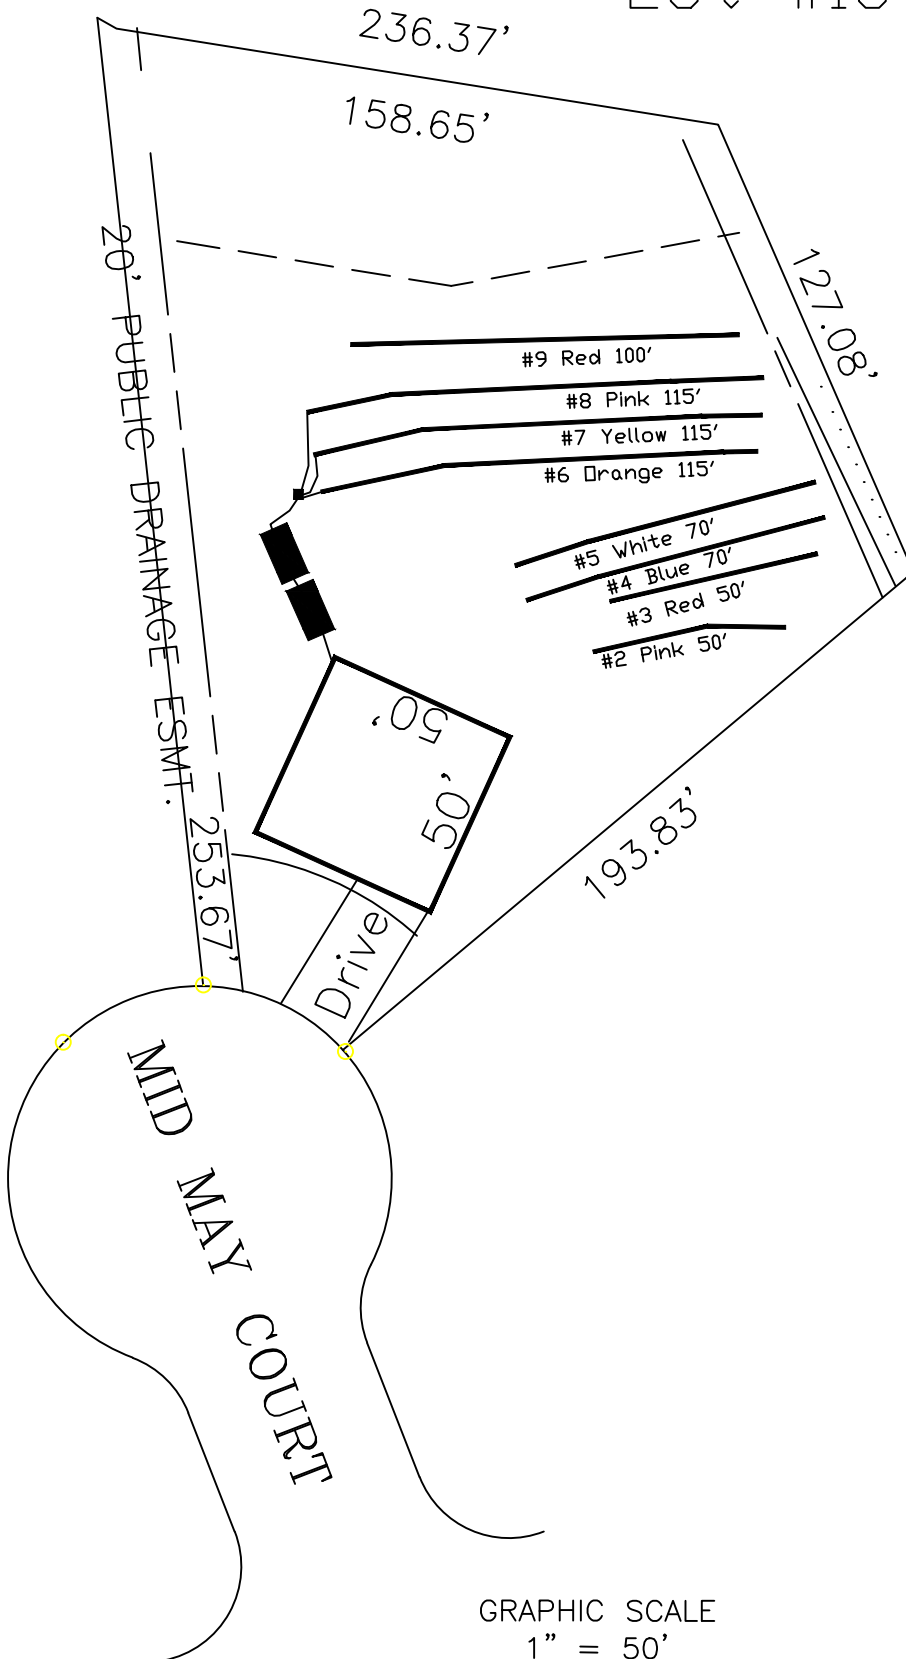 236.37'
158.65'
127.08'
20' PUBLIC DRAINAGE ESMT.
#9 Red 100'
#8 Pink 115'
#7 Yellow 115'
#6 Orange 115'
#5 White 70'
#4 Blue 70'
#3 Red 50'
#2 Pink 50'
50'
50'
193.83'
253.67'
Drive
MID MAY COURT
GRAPHIC SCALE
1" = 50'